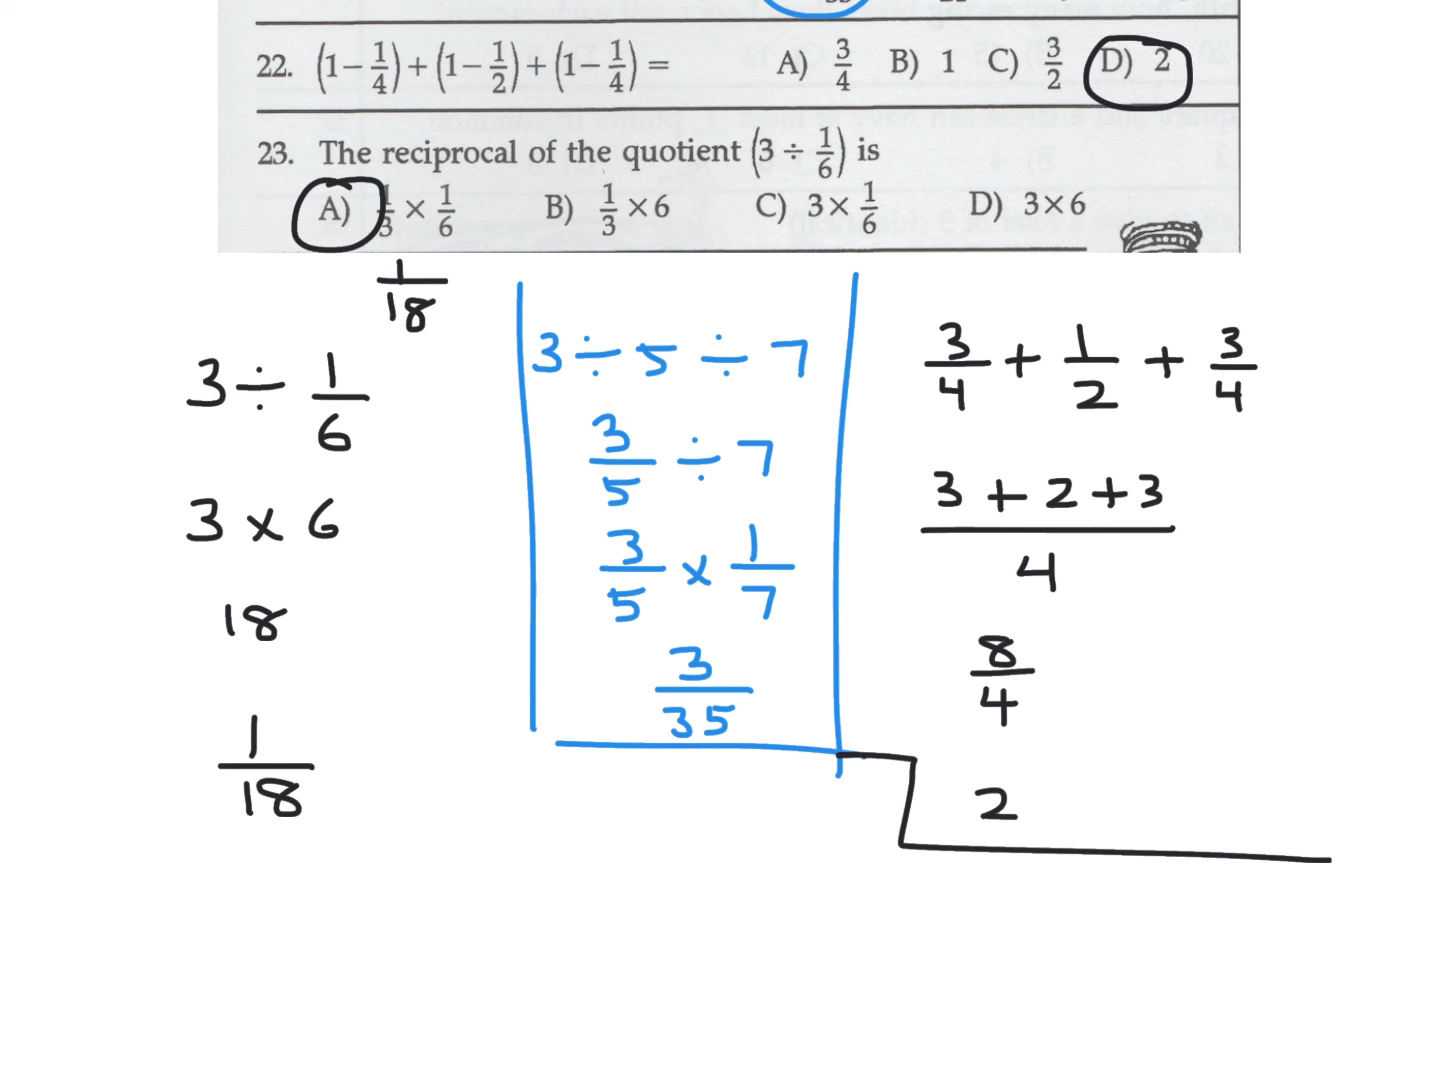 22. (1 − 1/4) + (1 − 1/2) + (1 − 1/4) = A) 3/4 B) 1 C) 3/2 D) 2
23. The reciprocal of the quotient (3 ÷ 1/6) is
A) 1/3 × 1/6 B) 1/3 × 6 C) 3 × 1/6 D) 3 × 6
1/18
3 ÷ 1/6
3 × 6
18
1/18
3 ÷ 5 ÷ 7
3/5 ÷ 7
3/5 × 1/7
3/35
3/4 + 1/2 + 3/4
3 + 2 + 3
4
8/4
2